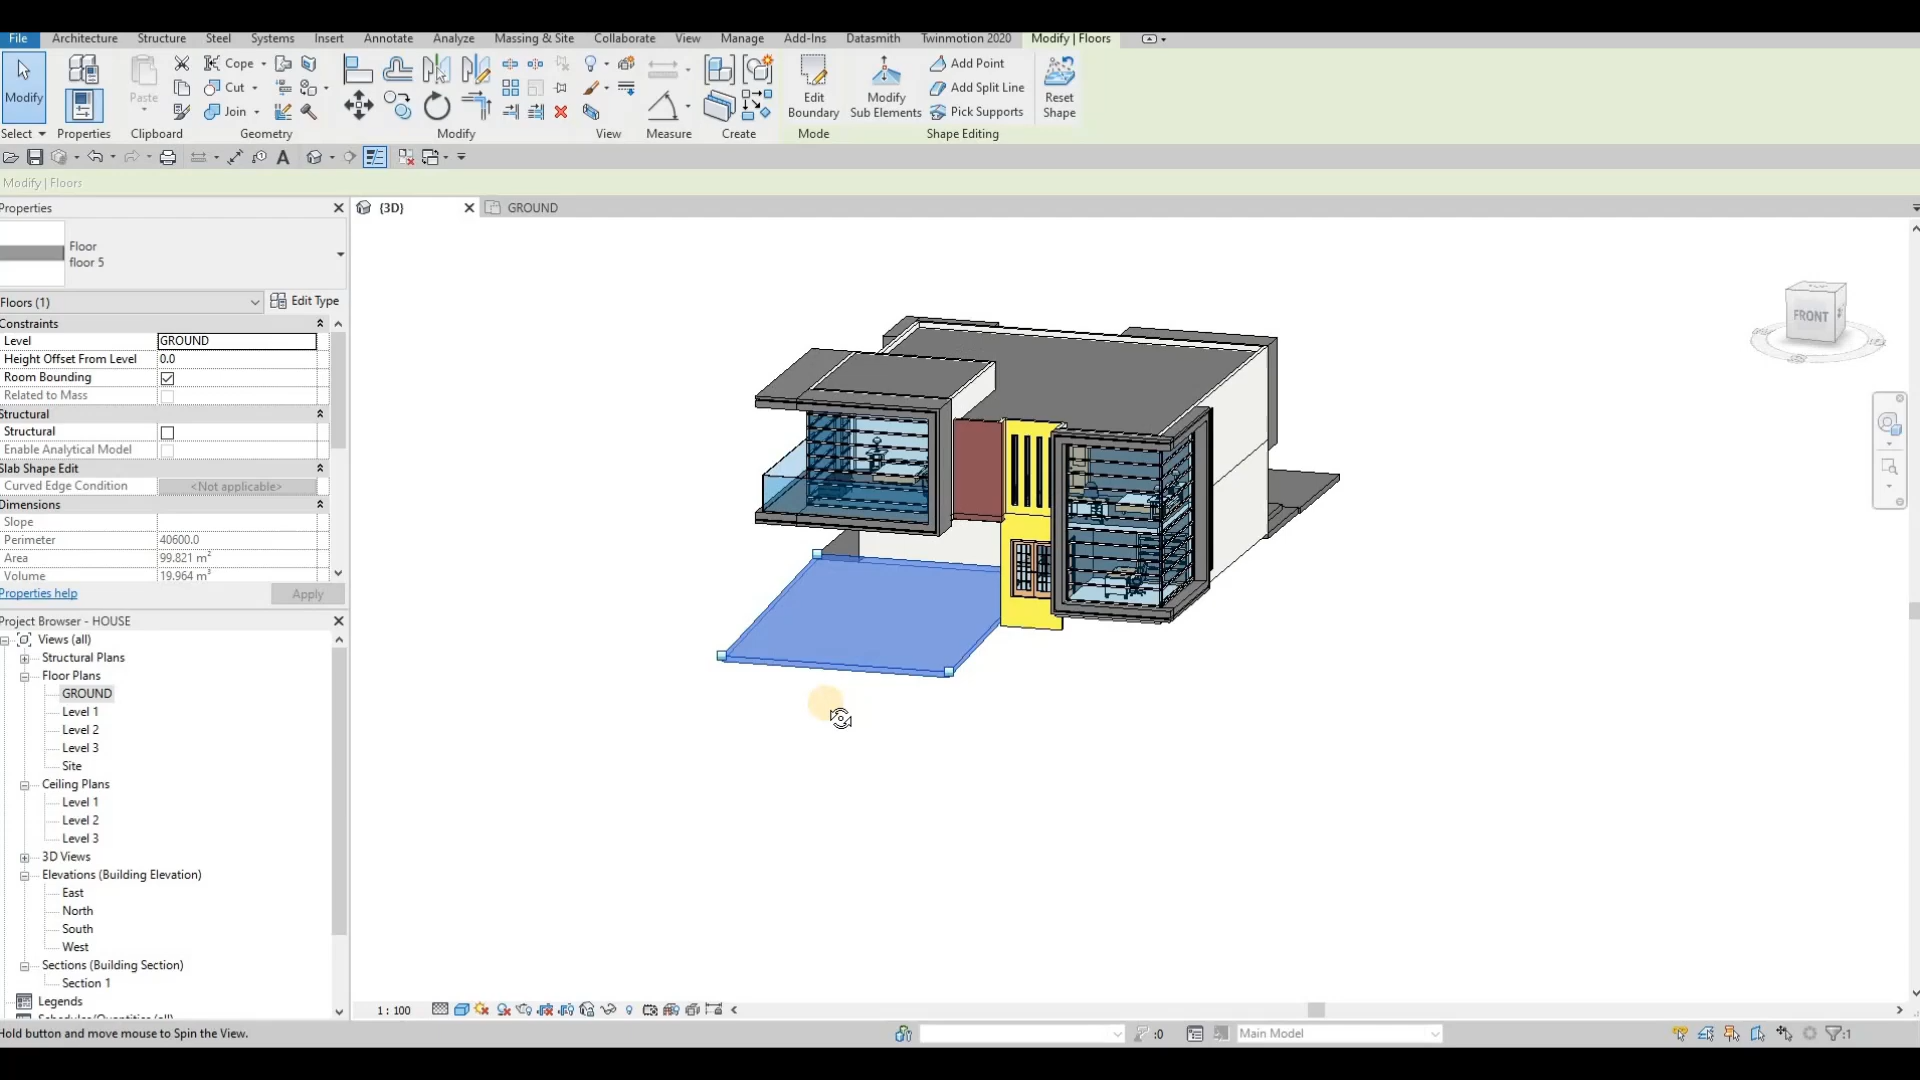 File Architecture Structure Steel Systems Insert Annotate Analyze Massing & Site Collaborate View Manage Add-Ins Datasmith Twinmotion 2020 Modify | Floors
Modify
Paste
Cope
Cut
Join
Edit Boundary
Modify Sub Elements
Add Point
Add Split Line
Pick Supports
Reset Shape
Select Properties Clipboard Geometry Modify View Measure Create Mode Shape Editing
A
Modify | Floors
Properties
{3D}
GROUND
Floor
floor 5
Floors (1)
Edit Type
Constraints
Level GROUND
Height Offset From Level 0.0
Room Bounding
Related to Mass
Structural
Structural
Enable Analytical Model
Slab Shape Edit
Curved Edge Condition <Not applicable>
Dimensions
Slope
Perimeter 40600.0
Area 99.821 m²
Volume 19.964 m³
Properties help
Apply
FRONT
Project Browser - HOUSE
Views (all)
Structural Plans
Floor Plans
GROUND
Level 1
Level 2
Level 3
Site
Ceiling Plans
Level 1
Level 2
Level 3
3D Views
Elevations (Building Elevation)
East
North
South
West
Sections (Building Section)
Section 1
Legends
1 : 100
Hold button and move mouse to Spin the View.
:0
Main Model
:1